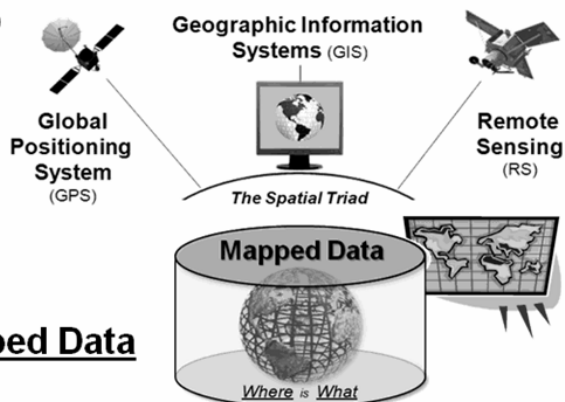 Geographic Information
Systems (GIS)
Global
Positioning
System
(GPS)
Remote
Sensing
(RS)
The Spatial Triad
Mapped Data
ped Data
Where is What